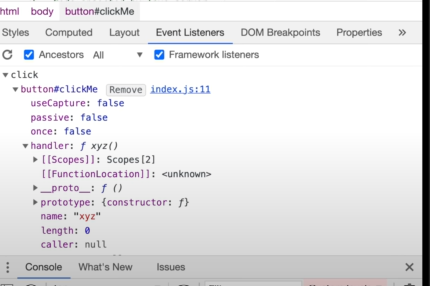 html body button#clickMe
Styles Computed Layout Event Listeners DOM Breakpoints Properties »
Ancestors All ▼ Framework listeners
▼click
▼button#clickMe Remove index.js:11
useCapture: false
passive: false
once: false
▼handler: ƒ xyz()
▶[[Scopes]]: Scopes[2]
[[FunctionLocation]]: <unknown>
▶__proto__: ƒ ()
▶prototype: {constructor: ƒ}
name: "xyz"
length: 0
caller: null
Console What's New Issues